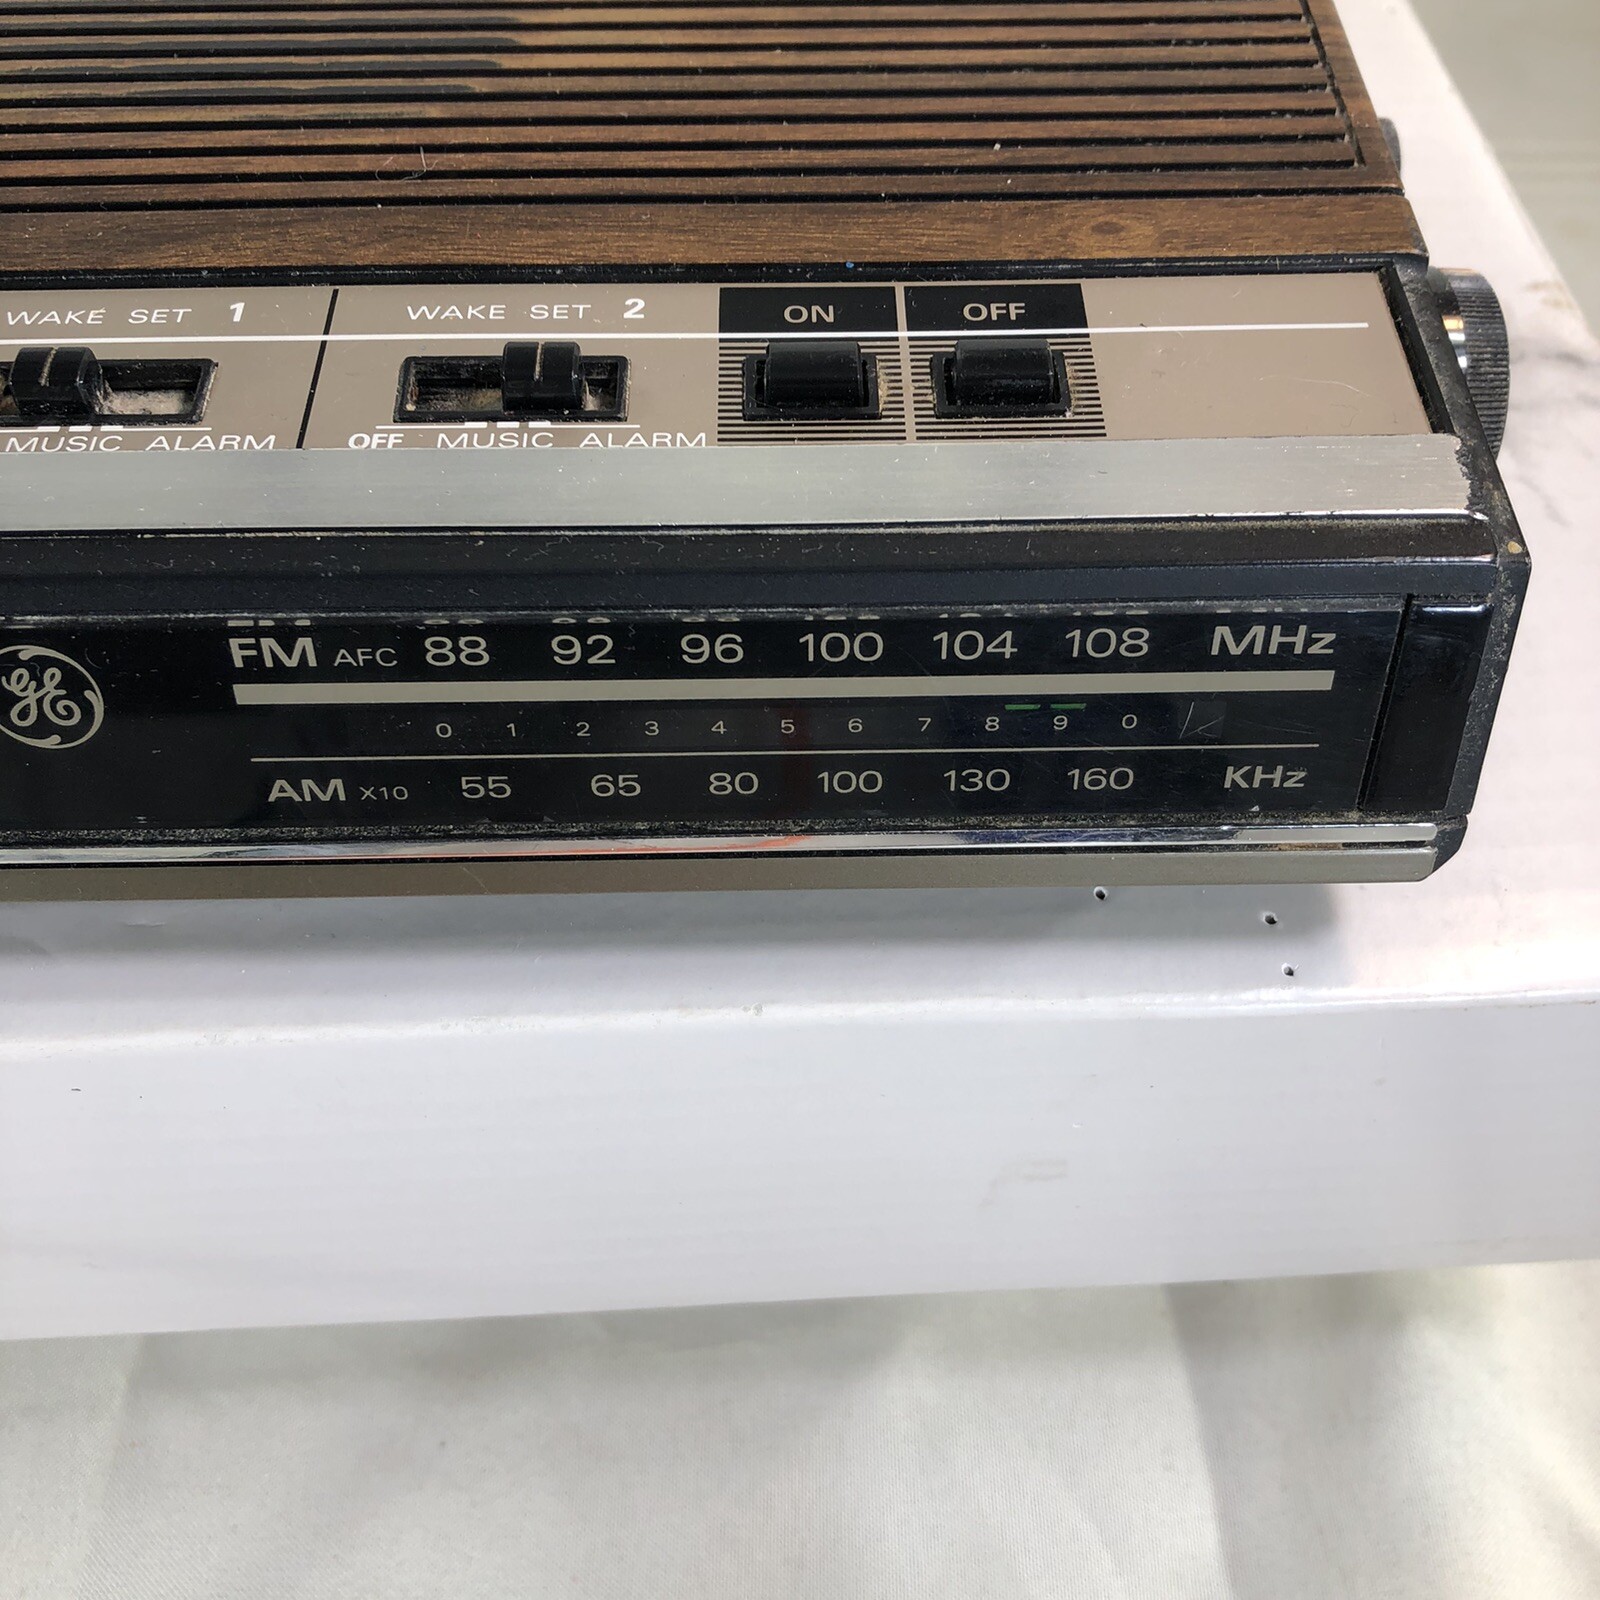 WAKE SET 1
WAKE SET 2
ON
OFF
MUSIC ALARM
OFF MUSIC ALARM
GE
FM AFC 88 92 96 100 104 108 MHz
0 1 2 3 4 5 6 7 8 9 0
AM X10 55 65 80 100 130 160 KHz